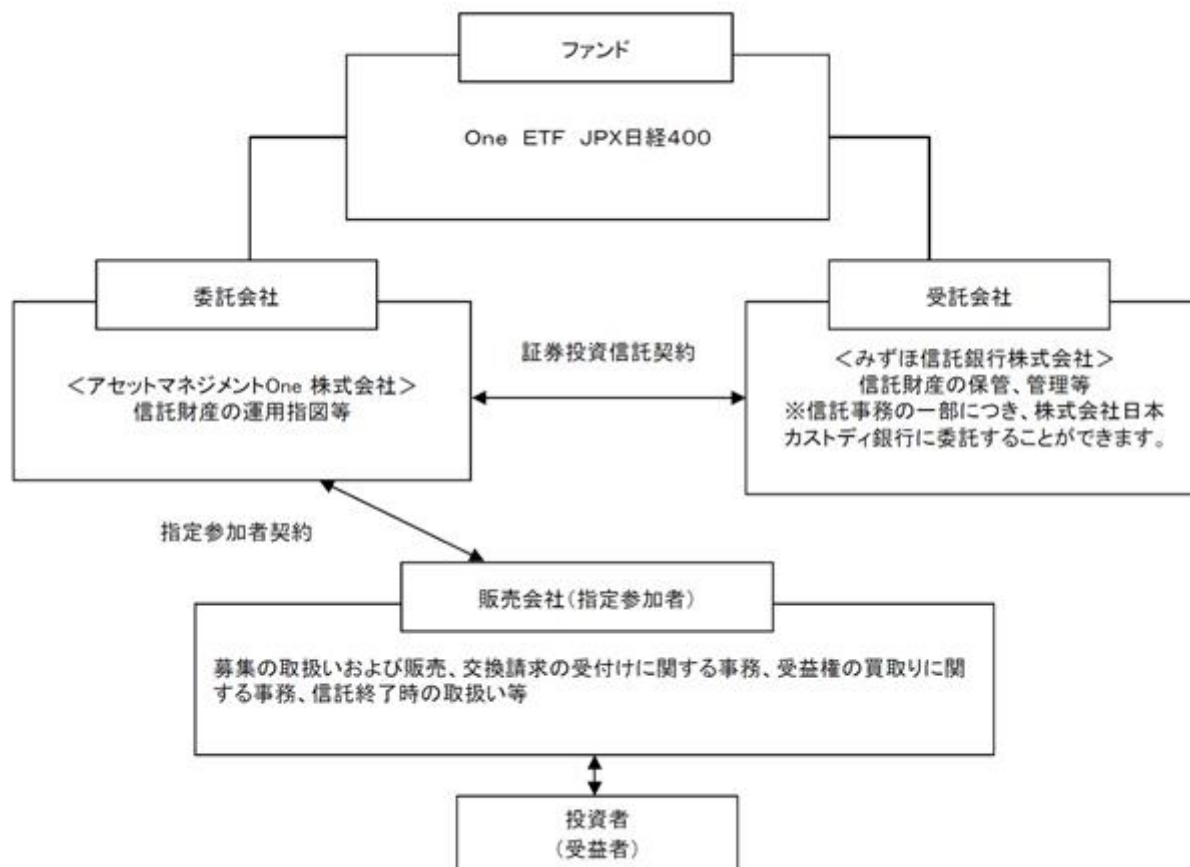 ファンド
One ETF JPX日経400
委託会社
＜アセットマネジメントOne 株式会社＞
信託財産の運用指図等
証券投資信託契約
受託会社
＜みずほ信託銀行株式会社＞
信託財産の保管、管理等
※信託事務の一部につき、株式会社日本
カストディ銀行に委託することができます。
指定参加者契約
販売会社（指定参加者）
募集の取扱いおよび販売、交換請求の受付けに関する事務、受益権の買取りに関
する事務、信託終了時の取扱い等
投資者
（受益者）